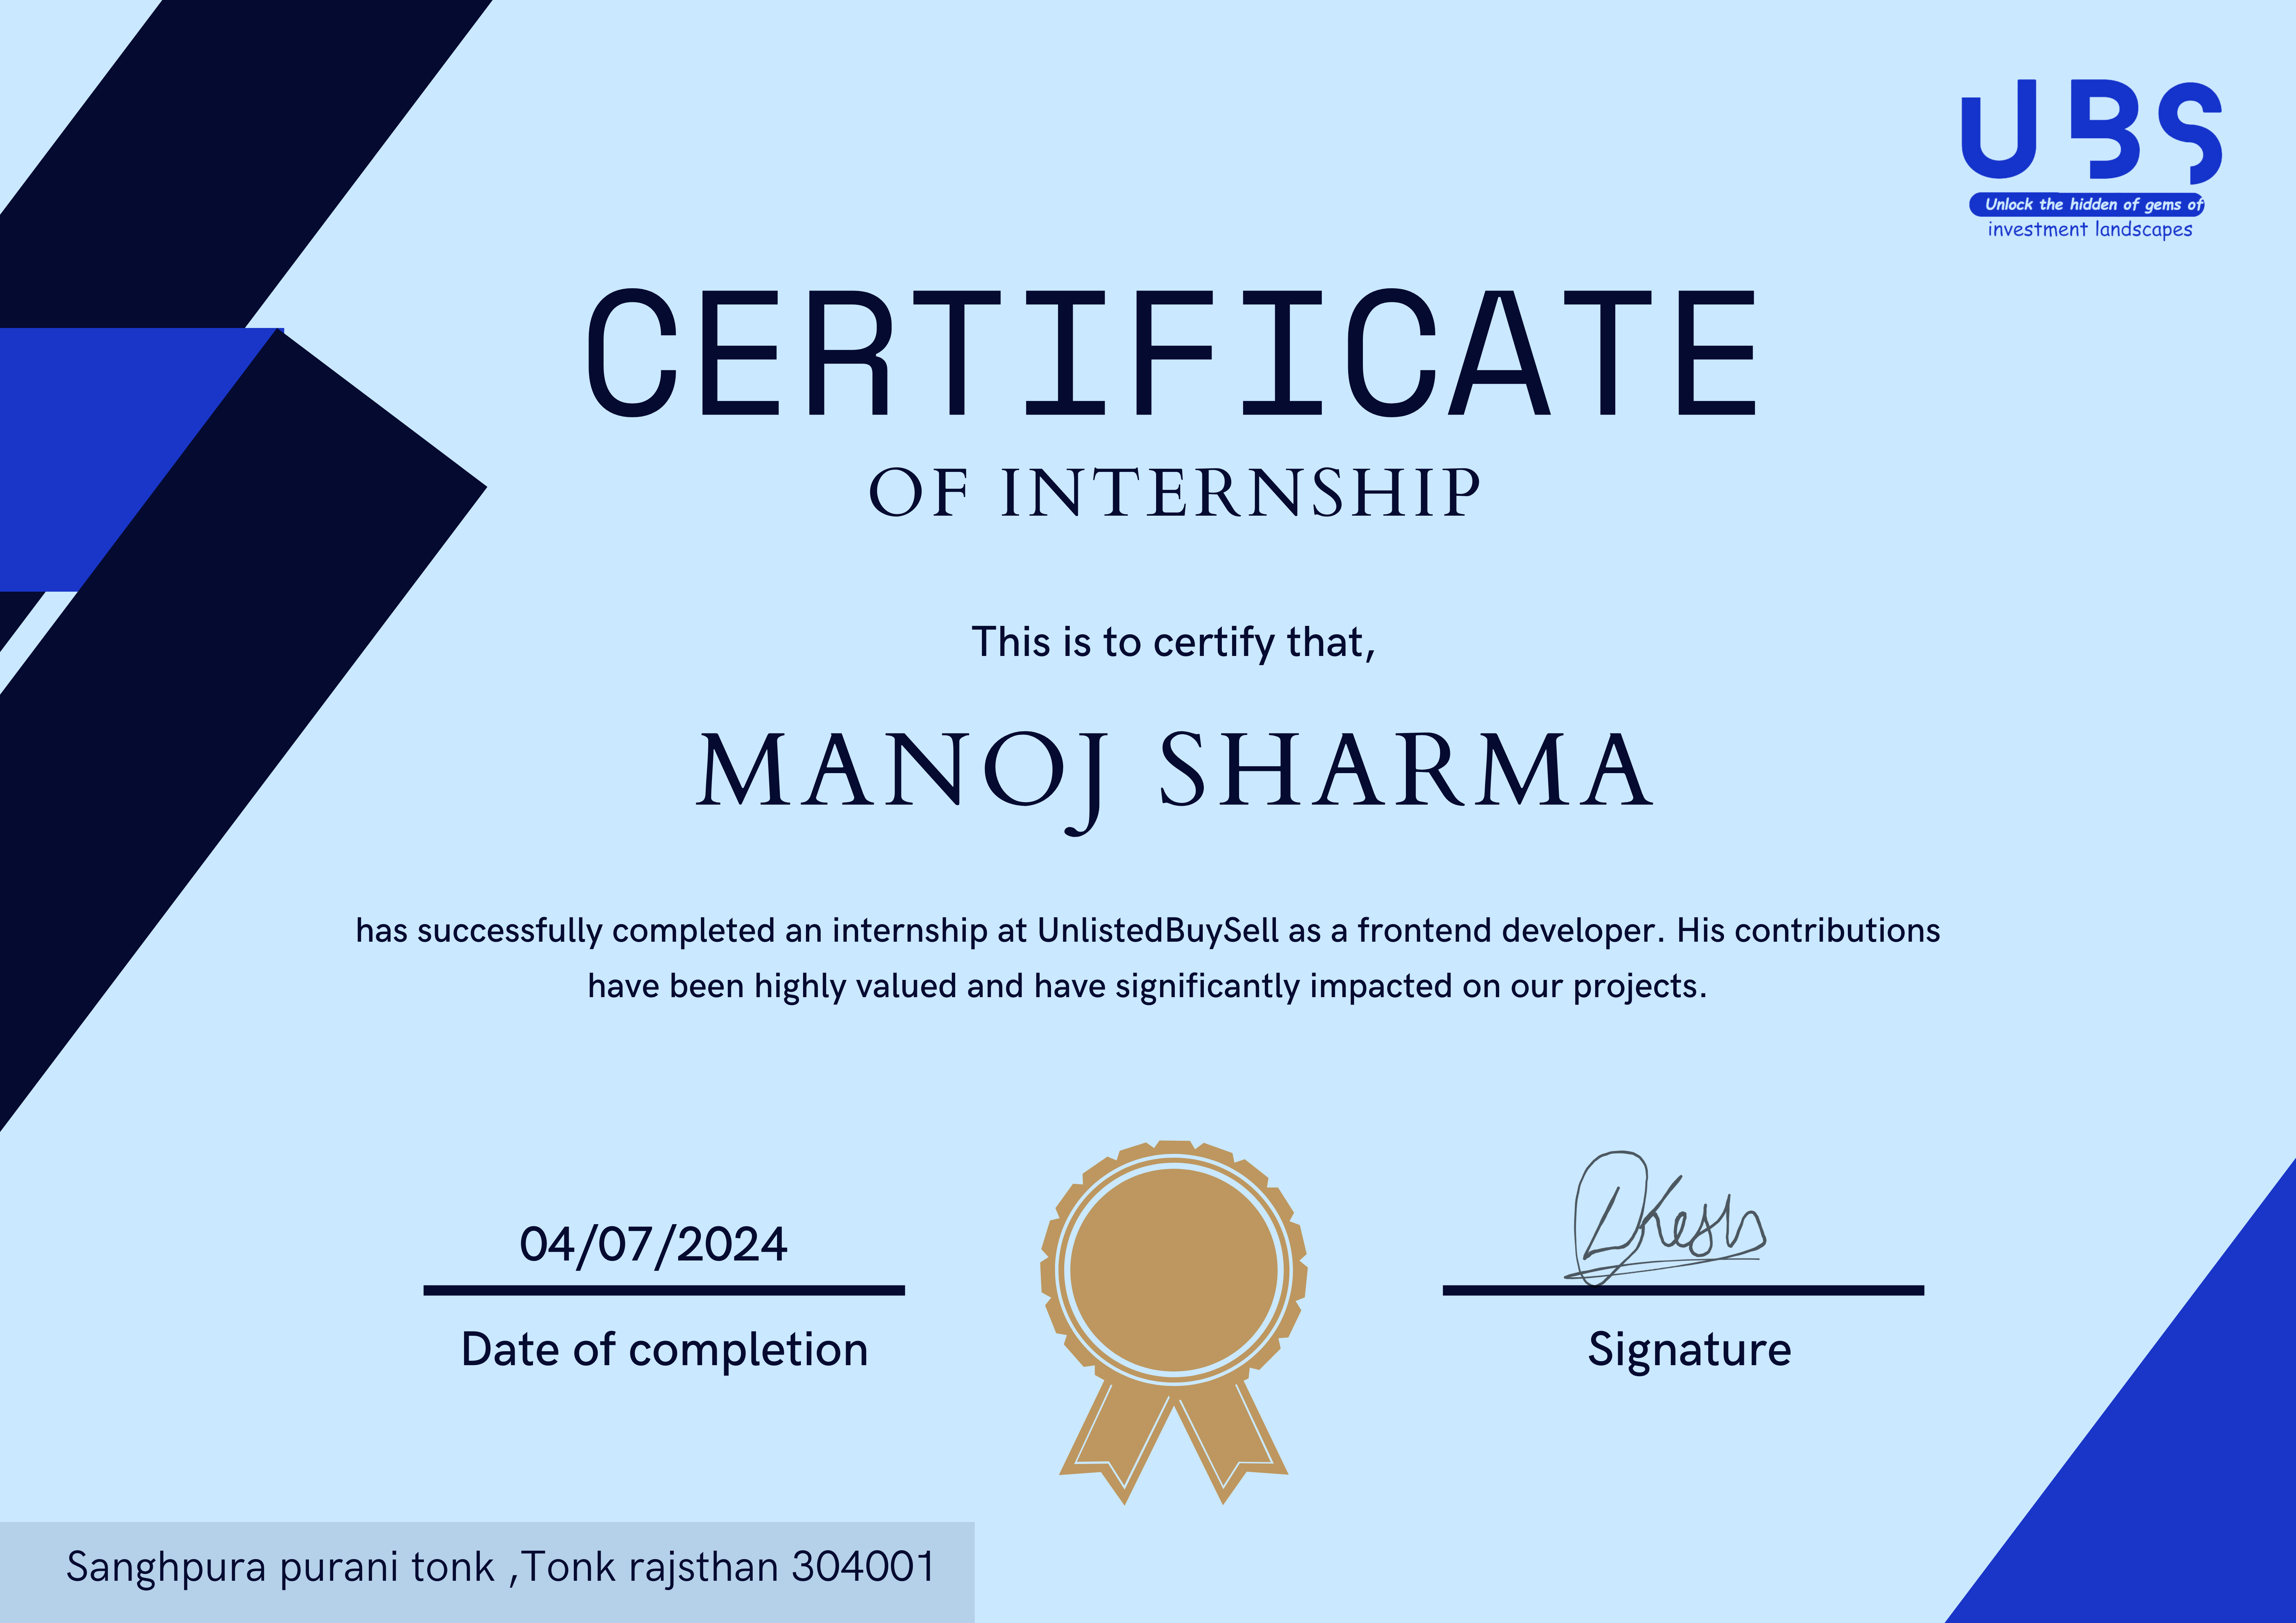 UBS
Unlock the hidden of gems of
investment landscapes
CERTIFICATE
OF INTERNSHIP
This is to certify that,
MANOJ SHARMA
has successfully completed an internship at UnlistedBuySell as a frontend developer. His contributions
have been highly valued and have significantly impacted on our projects.
04/07/2024
Date of completion
Signature
Sanghpura purani tonk ,Tonk rajsthan 304001